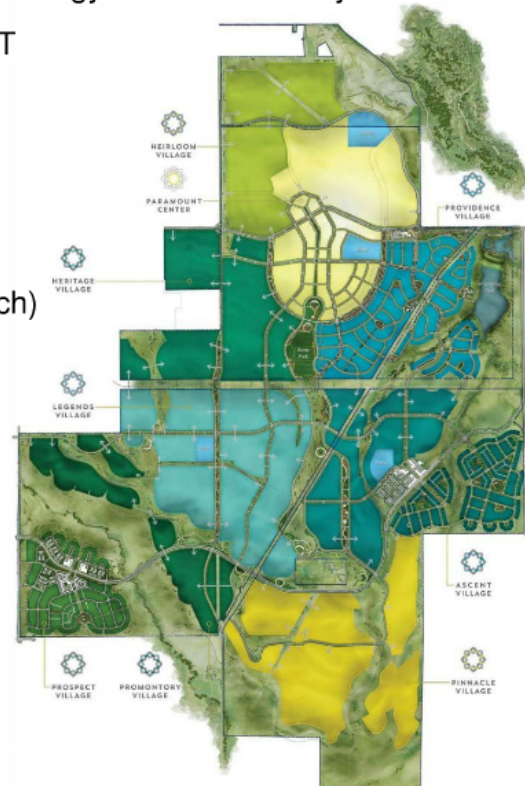 gy
T
HEIRLOOM
VILLAGE
PARAMOUNT
CENTER
PROVIDENCE
VILLAGE
HERITAGE
VILLAGE
ch)
LEGENDS
VILLAGE
ASCENT
VILLAGE
PROSPECT
VILLAGE
PROMONTORY
VILLAGE
PINNACLE
VILLAGE